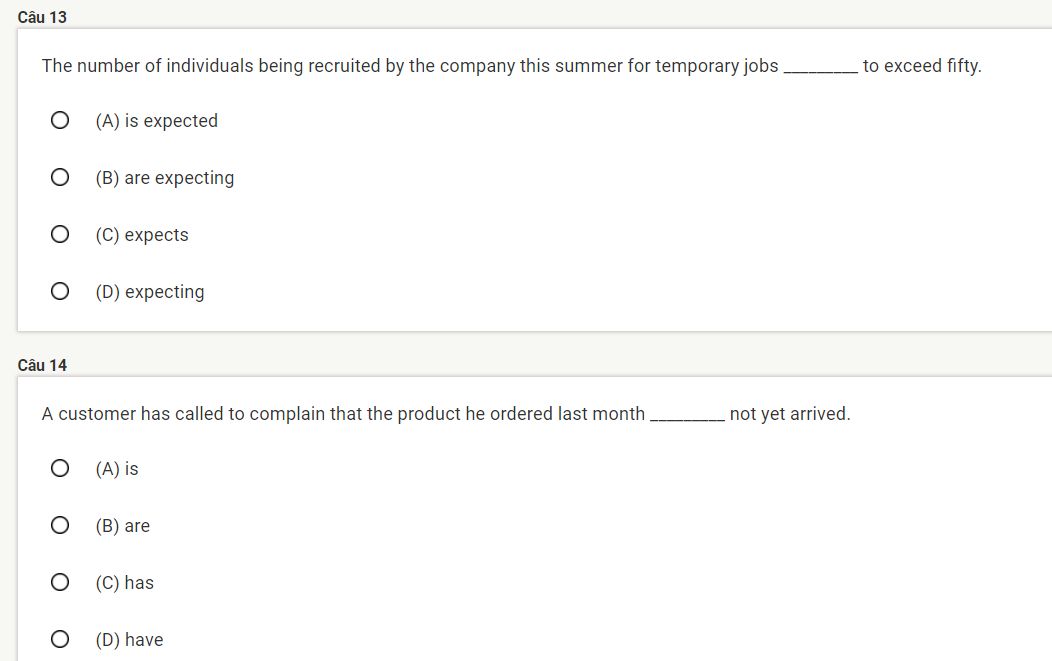 Câu 13
The number of individuals being recruited by the company this summer for temporary jobs _________ to exceed fifty.
(A) is expected
(B) are expecting
(C) expects
(D) expecting
Câu 14
A customer has called to complain that the product he ordered last month _________ not yet arrived.
(A) is
(B) are
(C) has
(D) have